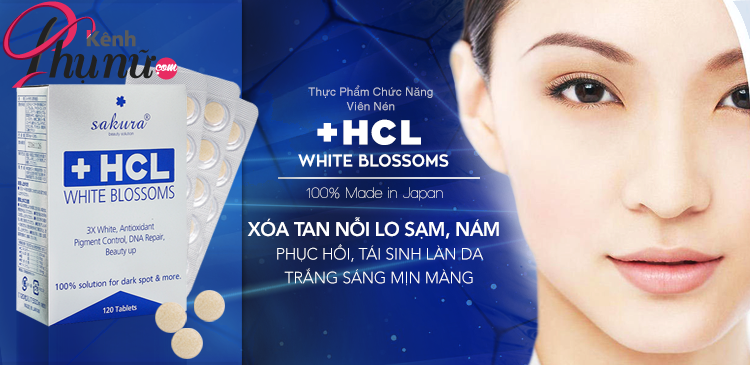 Kênh
Phụ nữ.com
sakura®
beauty solution
+HCL
WHITE BLOSSOMS
3X White, Antioxidant
Pigment Control, DNA Repair,
Beauty up
100% solution for dark spot & more.
120 Tablets
Thực Phẩm Chức Năng
Viên Nén
+HCL
WHITE BLOSSOMS
100% Made in Japan
XÓA TAN NỖI LO SẠM, NÁM
PHỤC HỒI, TÁI SINH LÀN DA
TRẮNG SÁNG MỊN MÀNG